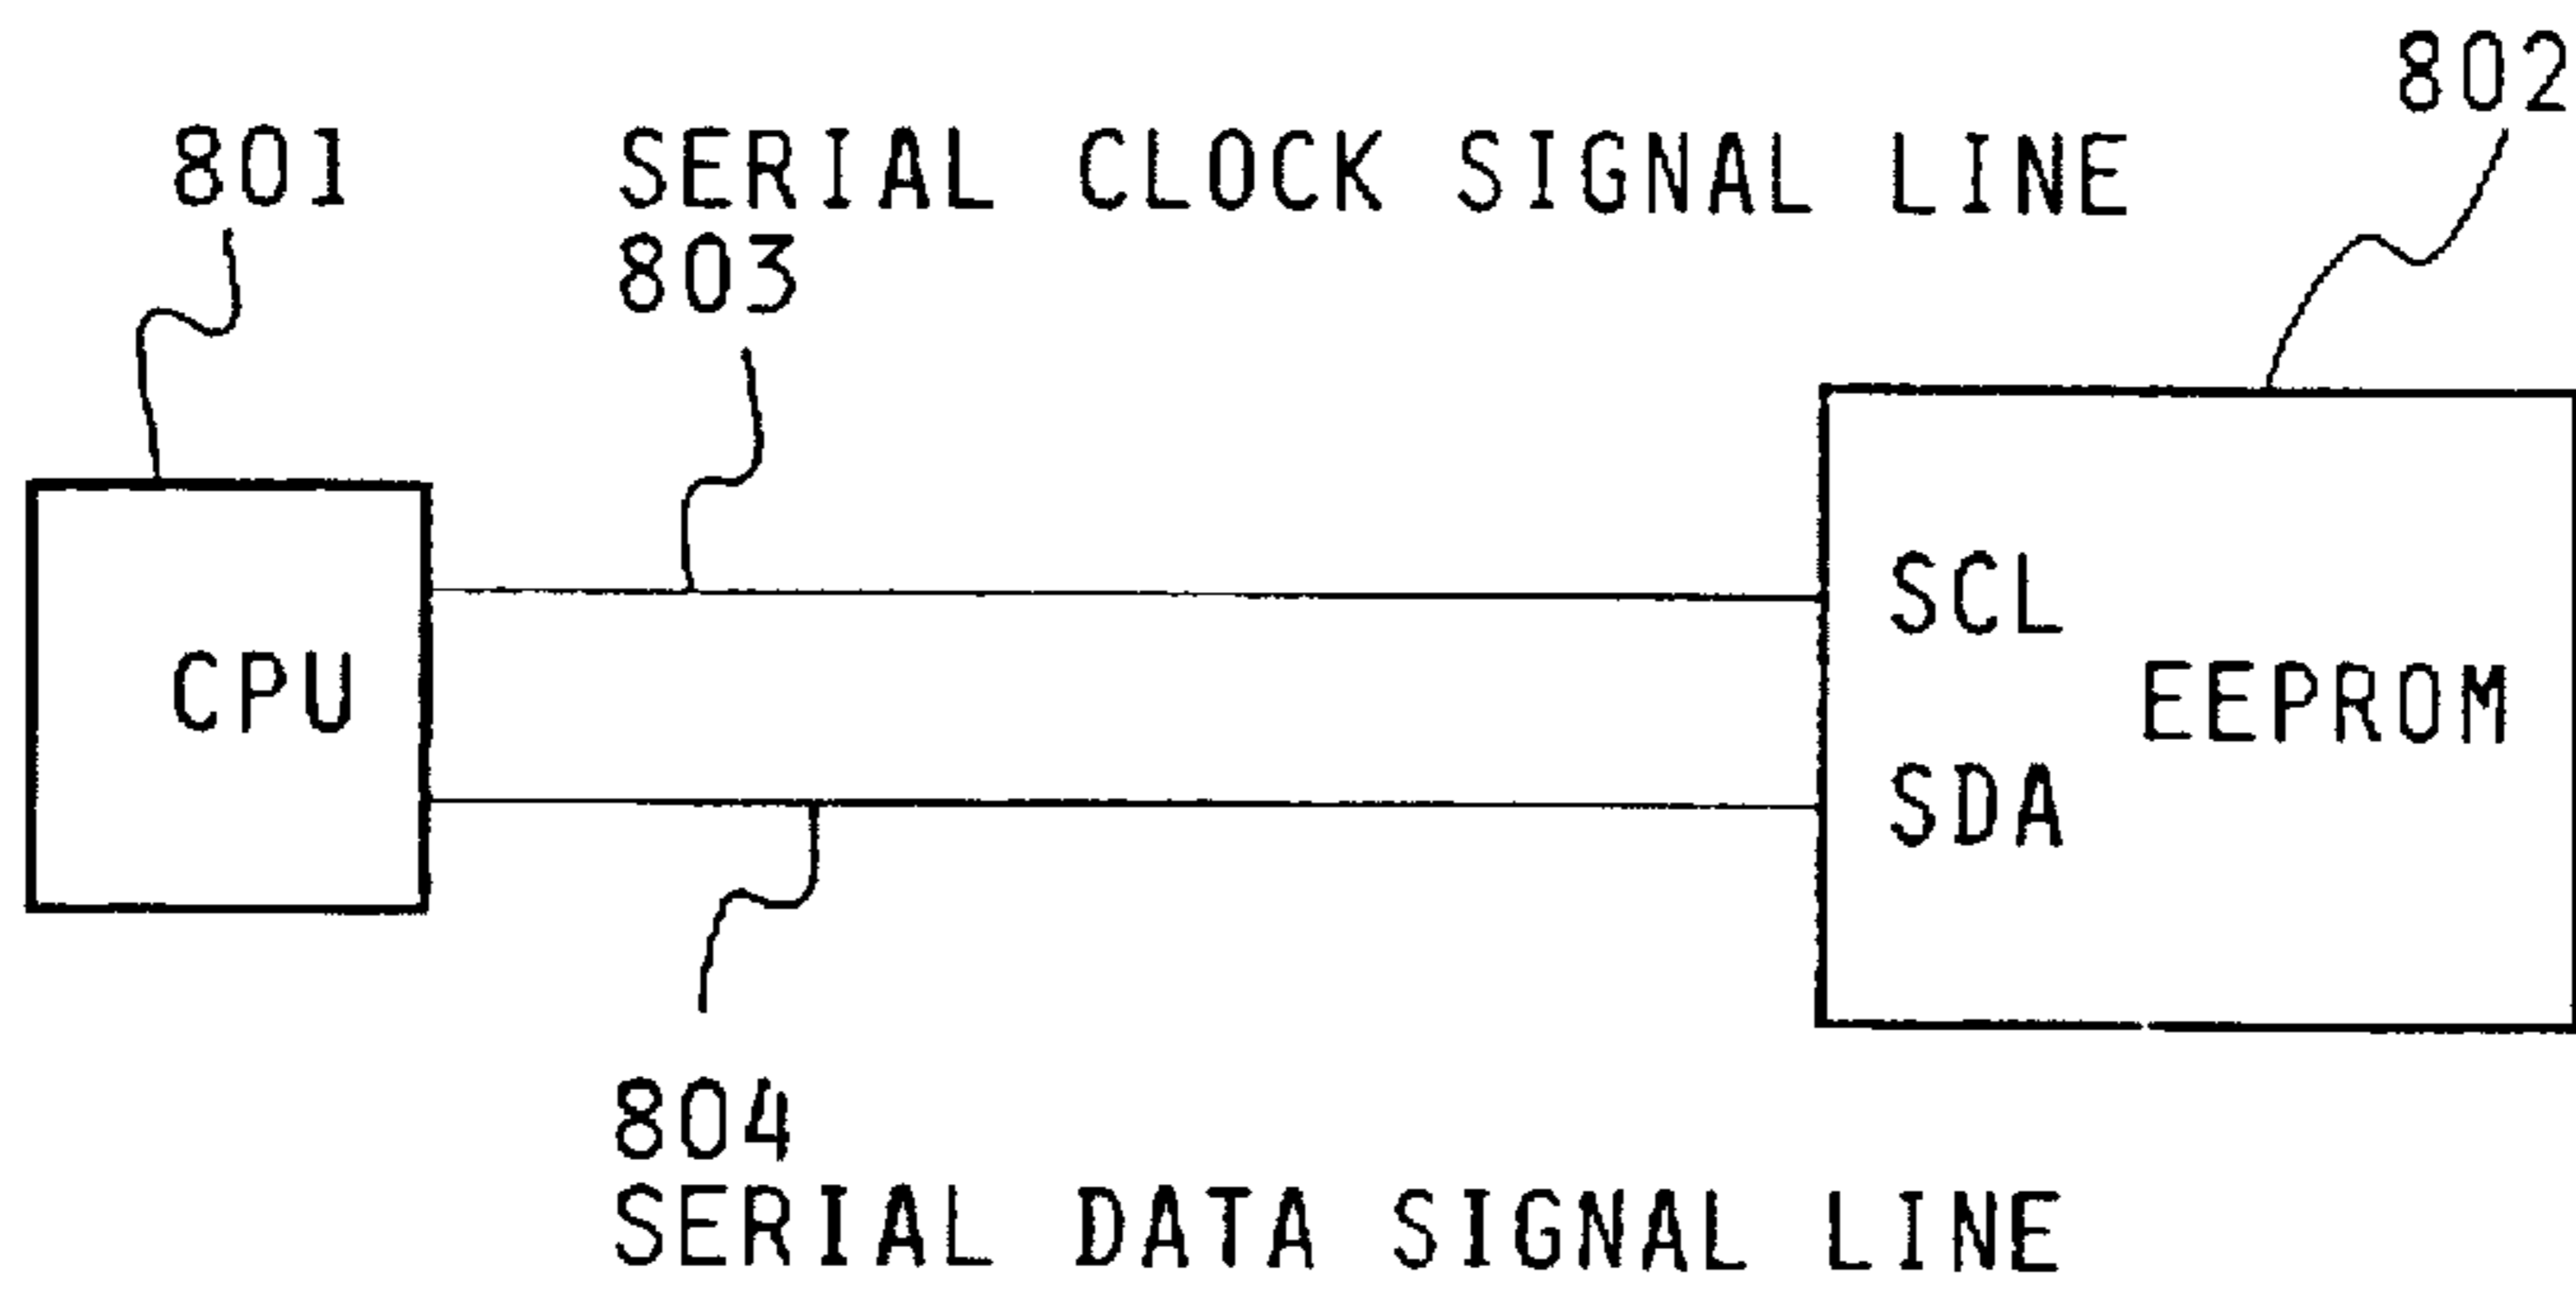 802
801
SERIAL CLOCK SIGNAL LINE
803
SCL
CPU
EEPROM
SDA
804
SERIAL DATA SIGNAL LINE